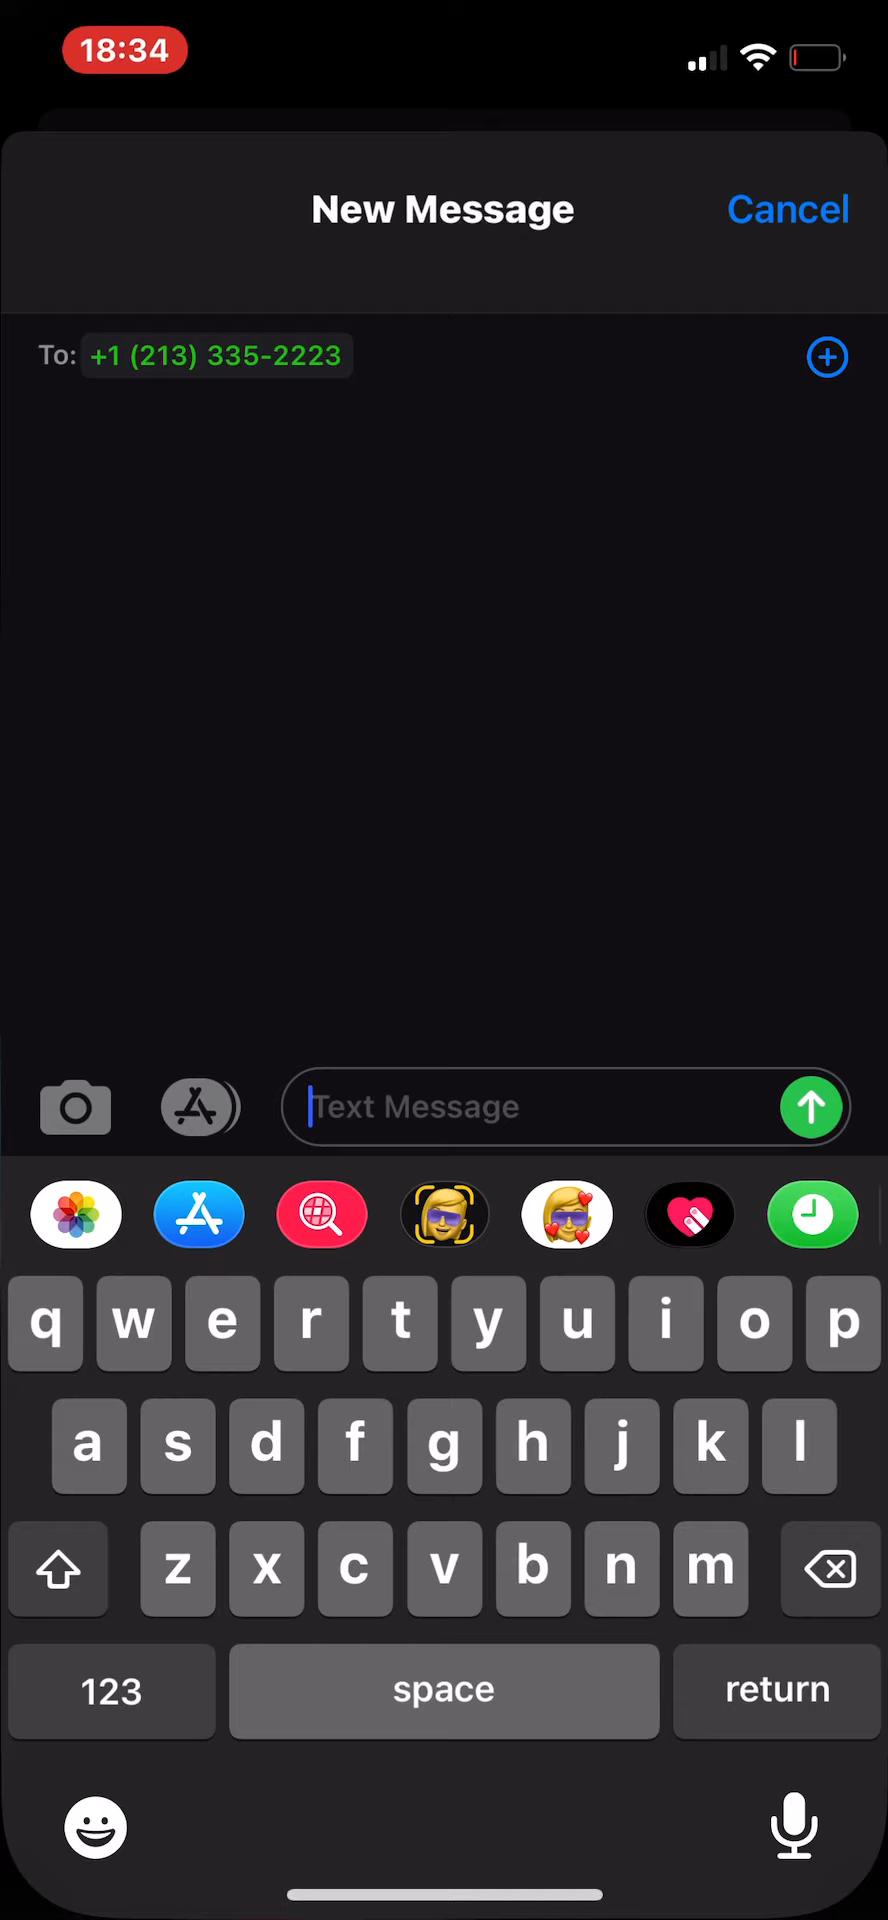 18:34
New Message
Cancel
To: +1 (213) 335-2223
Text Message
q w e r t y u i o p
a s d f g h j k l
z x c v b n m
123 space return